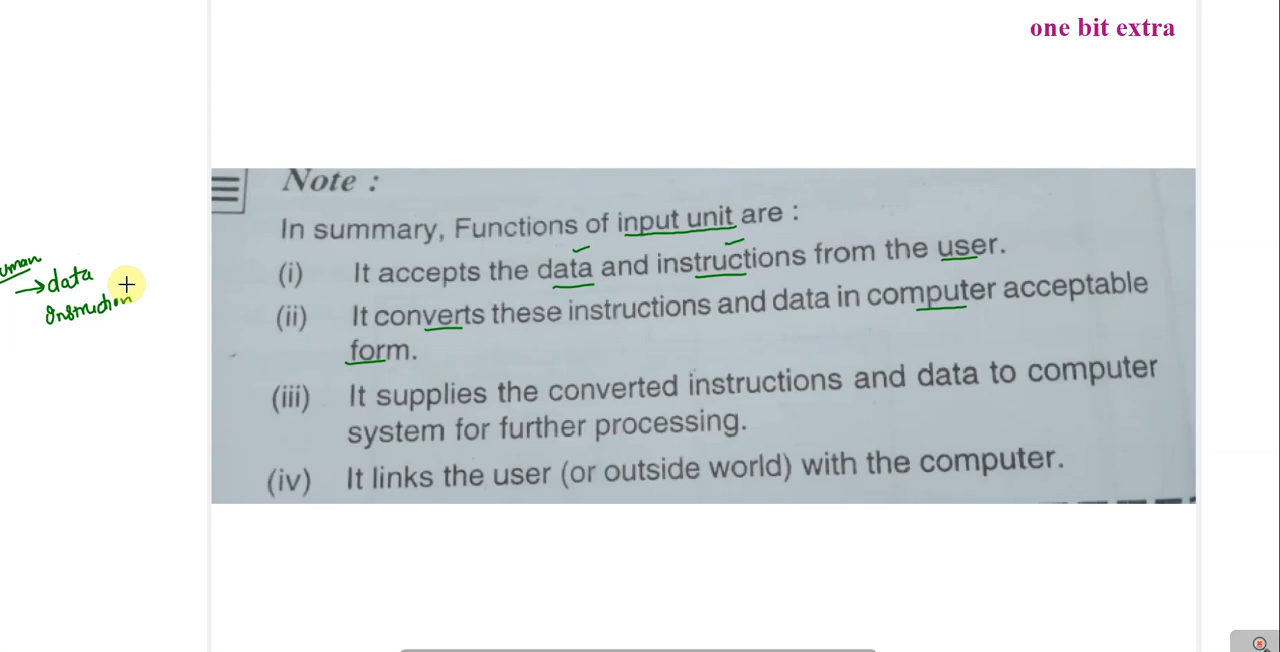 one bit extra
Note :
In summary, Functions of input unit are :
(i) It accepts the data and instructions from the user.
(ii) It converts these instructions and data in computer acceptable
form.
(iii) It supplies the converted instructions and data to computer
system for further processing.
(iv) It links the user (or outside world) with the computer.
uman
→data
Instruction